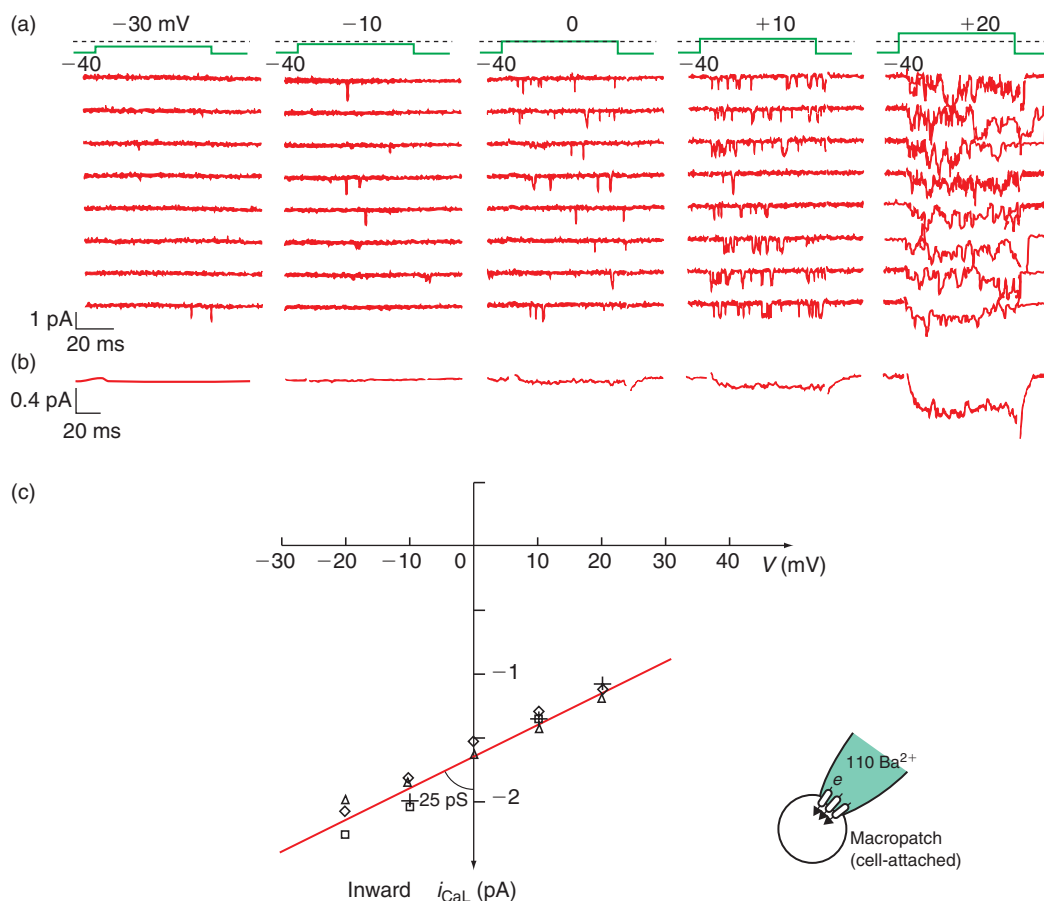 (a)
−30 mV −10 0 +10 +20
−40 −40 −40 −40 −40
1 pA
20 ms
(b)
0.4 pA
20 ms
(c)
−30 −20 −10 0 10 20 30 40 V (mV)
−1
−2
25 pS
Inward i_CaL (pA)
110 Ba²⁺
e
Macropatch
(cell-attached)